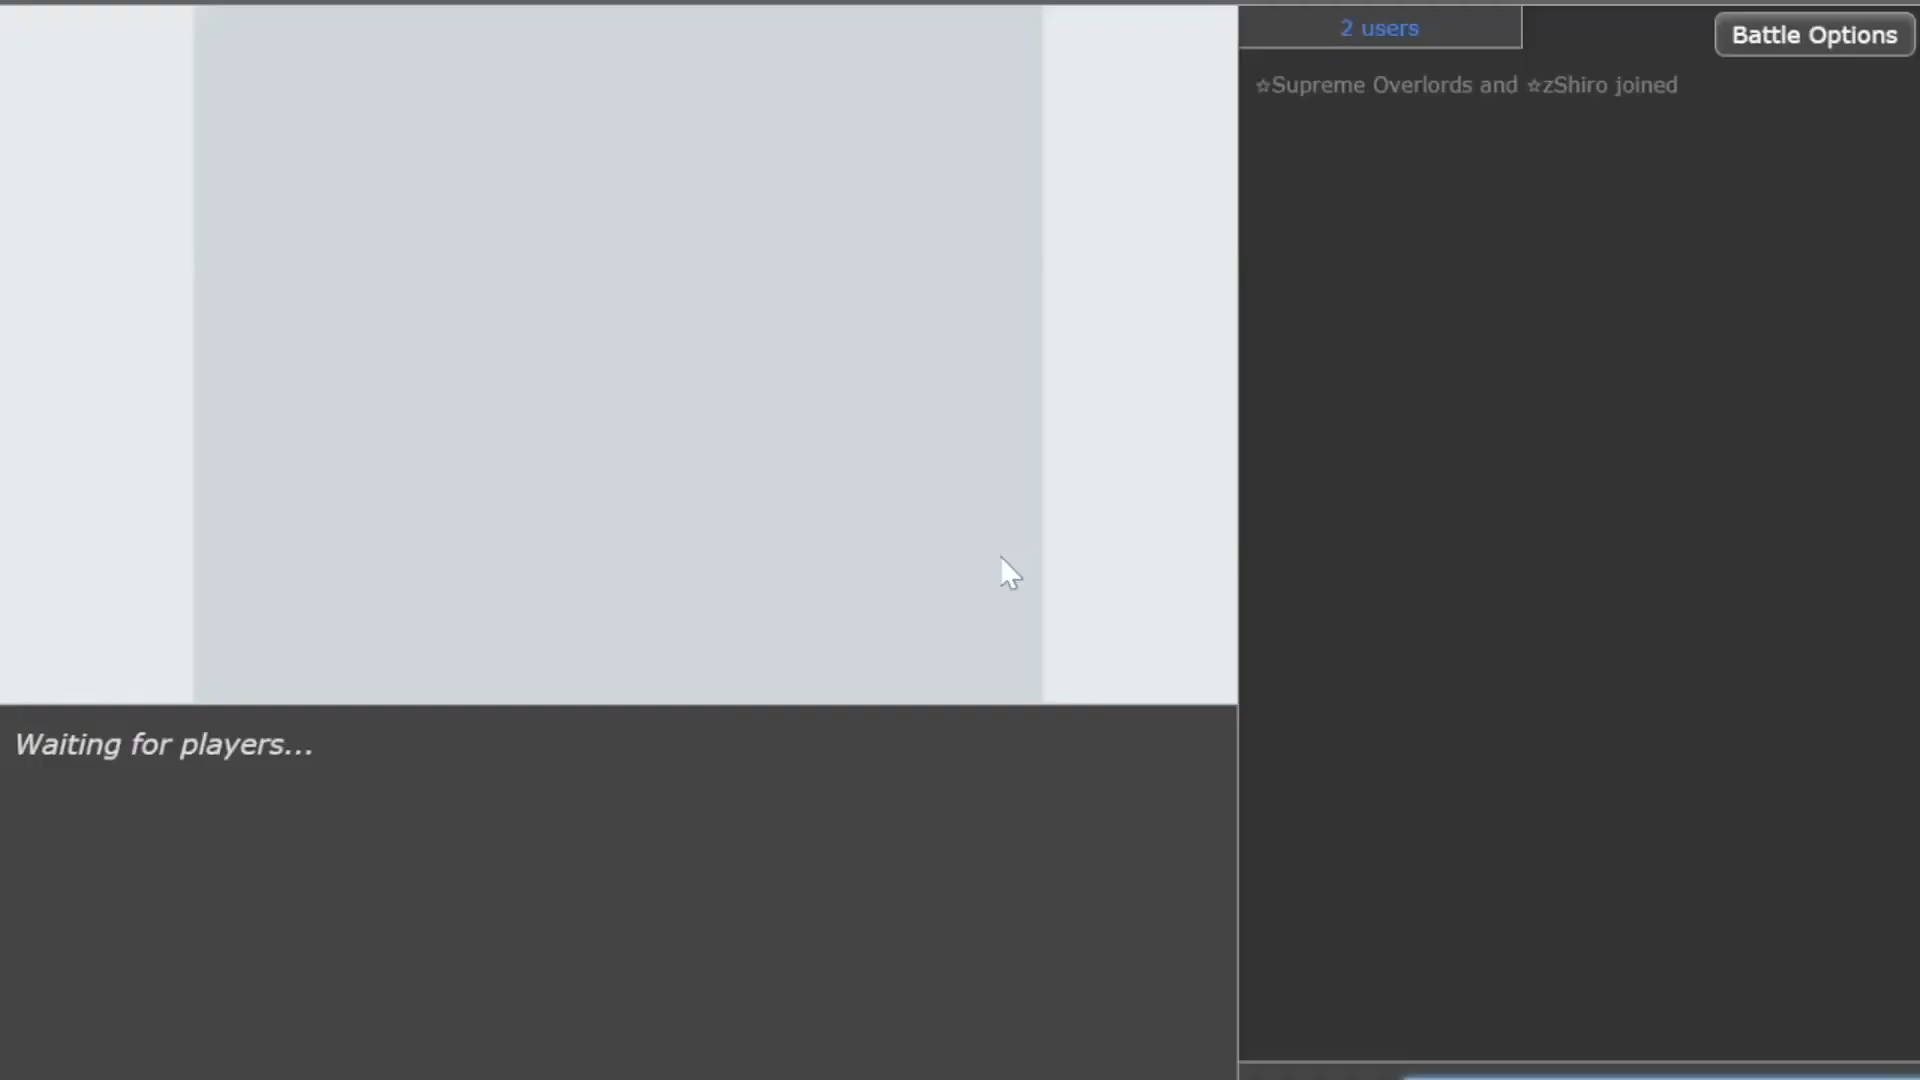 2 users
Battle Options
☆Supreme Overlords and ☆zShiro joined
Waiting for players...